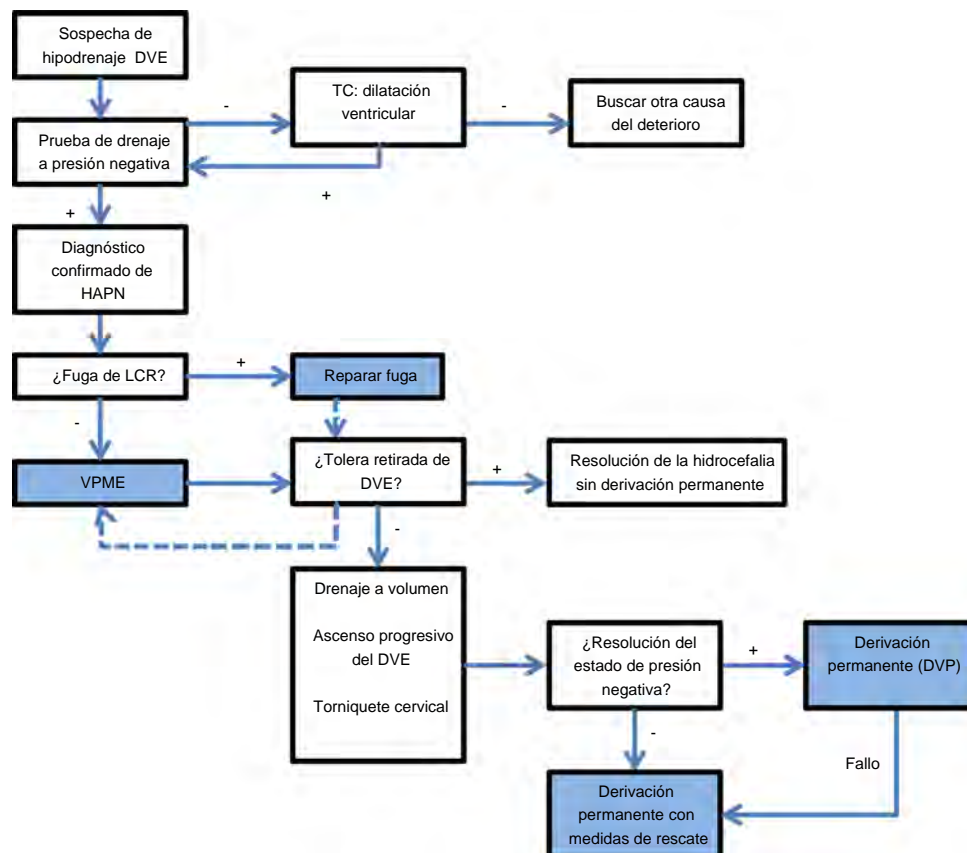 Sospecha de
hipodrenaje DVE
-
TC: dilatación
ventricular
-
Buscar otra causa
del deterioro
Prueba de drenaje
a presión negativa
+
+
Diagnóstico
confirmado de
HAPN
¿Fuga de LCR?
+
Reparar fuga
-
VPME
¿Tolera retirada de
DVE?
+
Resolución de la hidrocefalia
sin derivación permanente
-
Drenaje a volumen
Ascenso progresivo
del DVE
Torniquete cervical
¿Resolución del
estado de presión
negativa?
+
Derivación
permanente (DVP)
-
Fallo
Derivación
permanente con
medidas de rescate